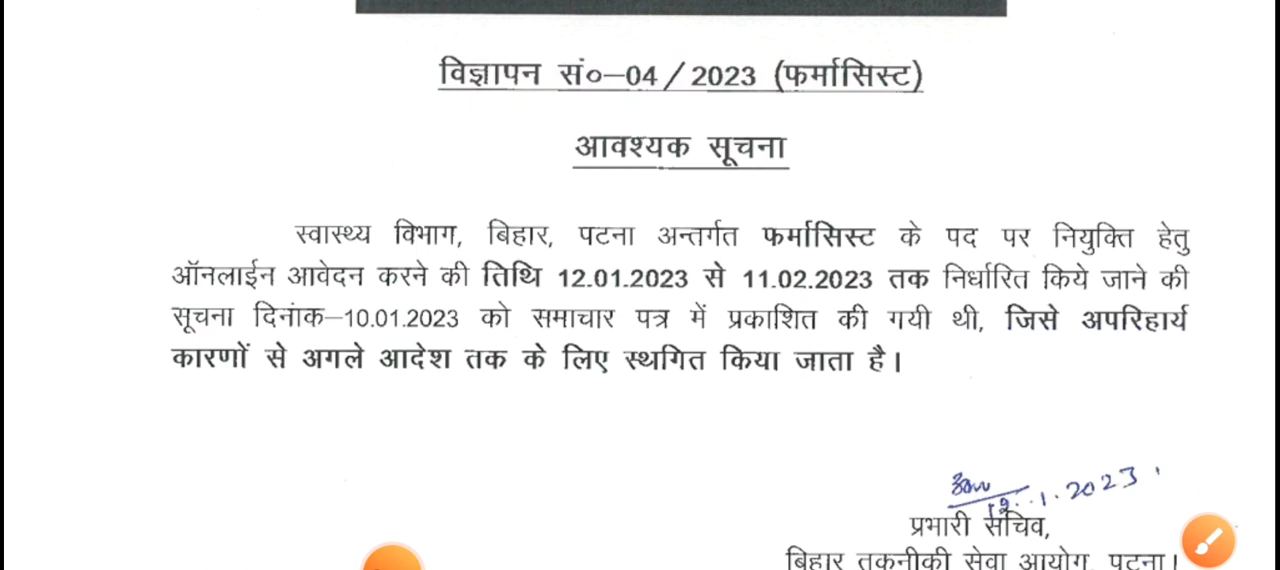 विज्ञापन सं०–04 / 2023 (फर्मासिस्ट)
आवश्यक सूचना
स्वास्थ्य विभाग, बिहार, पटना अन्तर्गत फर्मासिस्ट के पद पर नियुक्ति हेतु
ऑनलाईन आवेदन करने की तिथि 12.01.2023 से 11.02.2023 तक निर्धारित किये जाने की
सूचना दिनांक–10.01.2023 को समाचार पत्र में प्रकाशित की गयी थी, जिसे अपरिहार्य
कारणों से अगले आदेश तक के लिए स्थगित किया जाता है।
.1.2023
प्रभारी सचिव,
बिहार तकनीकी सेवा आयोग, पटना।